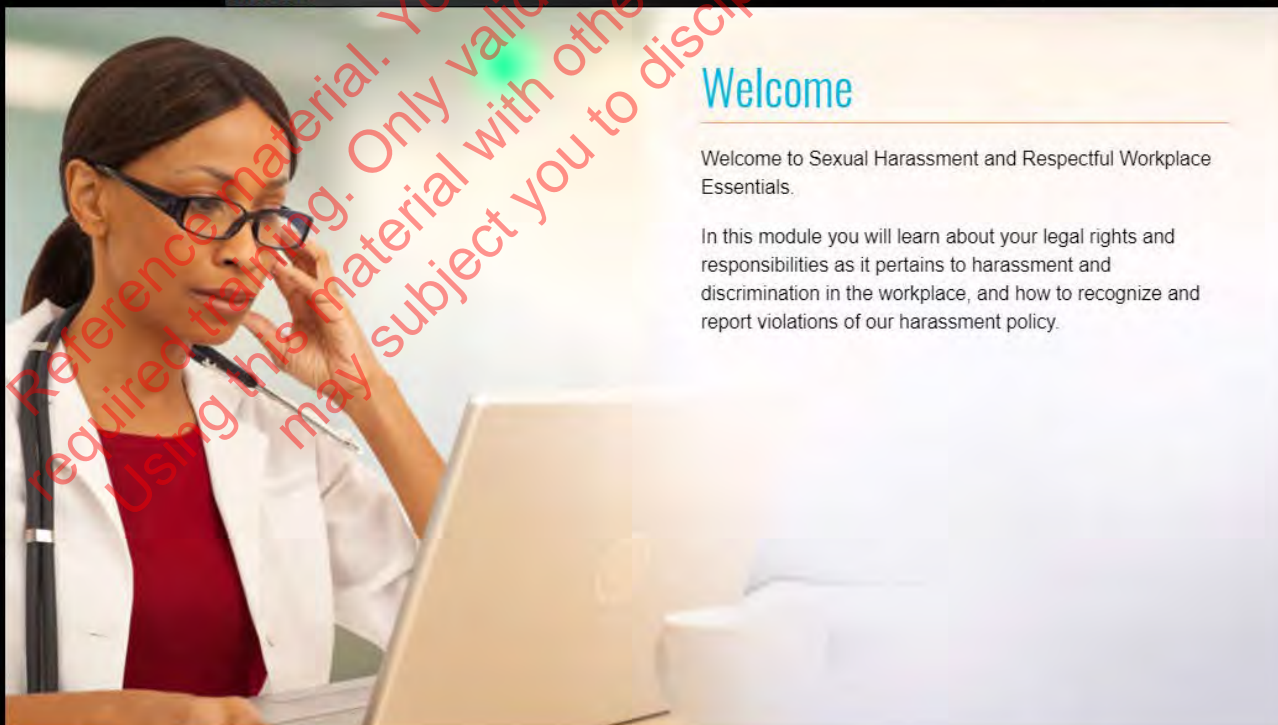 Welcome
Welcome to Sexual Harassment and Respectful Workplace
Essentials.
In this module you will learn about your legal rights and
responsibilities as it pertains to harassment and
discrimination in the workplace, and how to recognize and
report violations of our harassment policy.
Reference material.
required training. Only valid
Using this material with
may subject you to